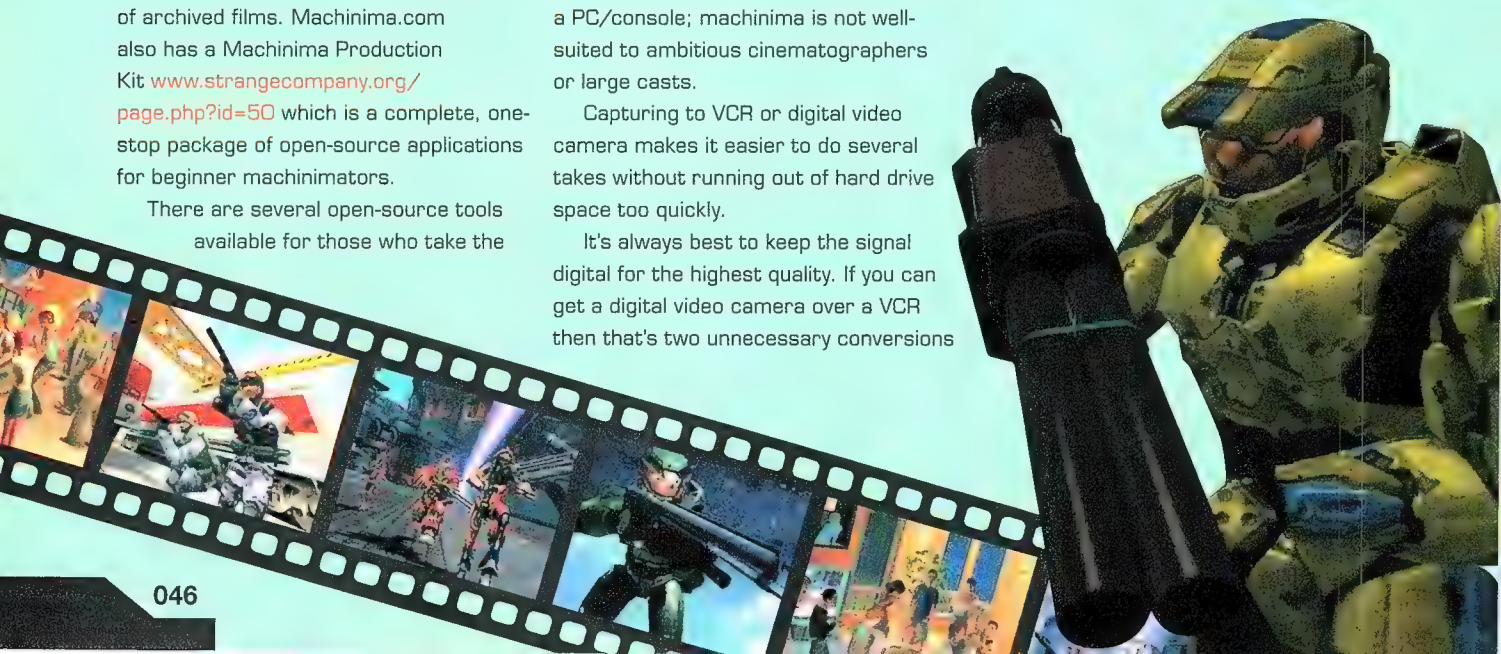 of archived films. Machinima.com
also has a Machinima Production
Kit www.strangecompany.org/
page.php?id=50 which is a complete, one-
stop package of open-source applications
for beginner machinimators.
There are several open-source tools
available for those who take the
a PC/console; machinima is not well-
suited to ambitious cinematographers
or large casts.
Capturing to VCR or digital video
camera makes it easier to do several
takes without running out of hard drive
space too quickly.
It's always best to keep the signal
digital for the highest quality. If you can
get a digital video camera over a VCR
then that's two unnecessary conversions
046